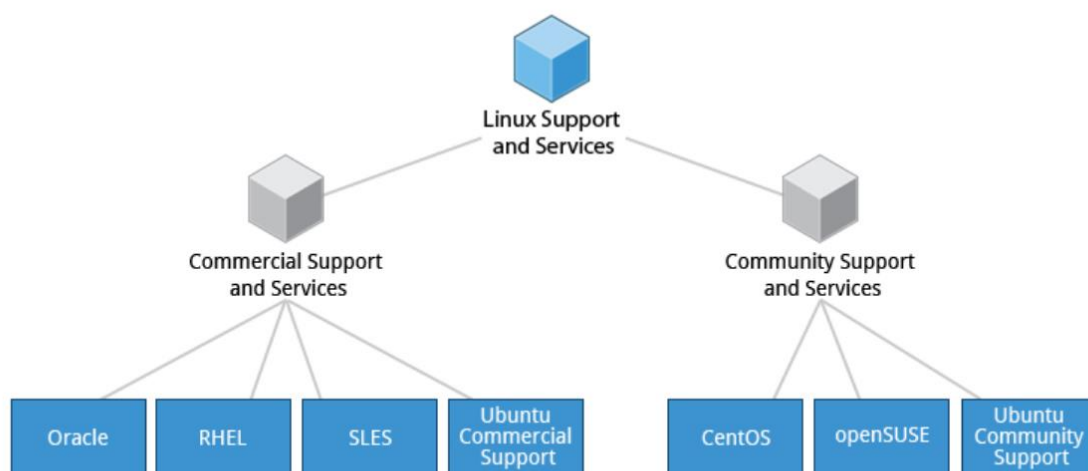 Linux Support
and Services
Commercial Support
and Services
Community Support
and Services
Oracle
RHEL
SLES
Ubuntu
Commercial
Support
CentOS
openSUSE
Ubuntu
Community
Support